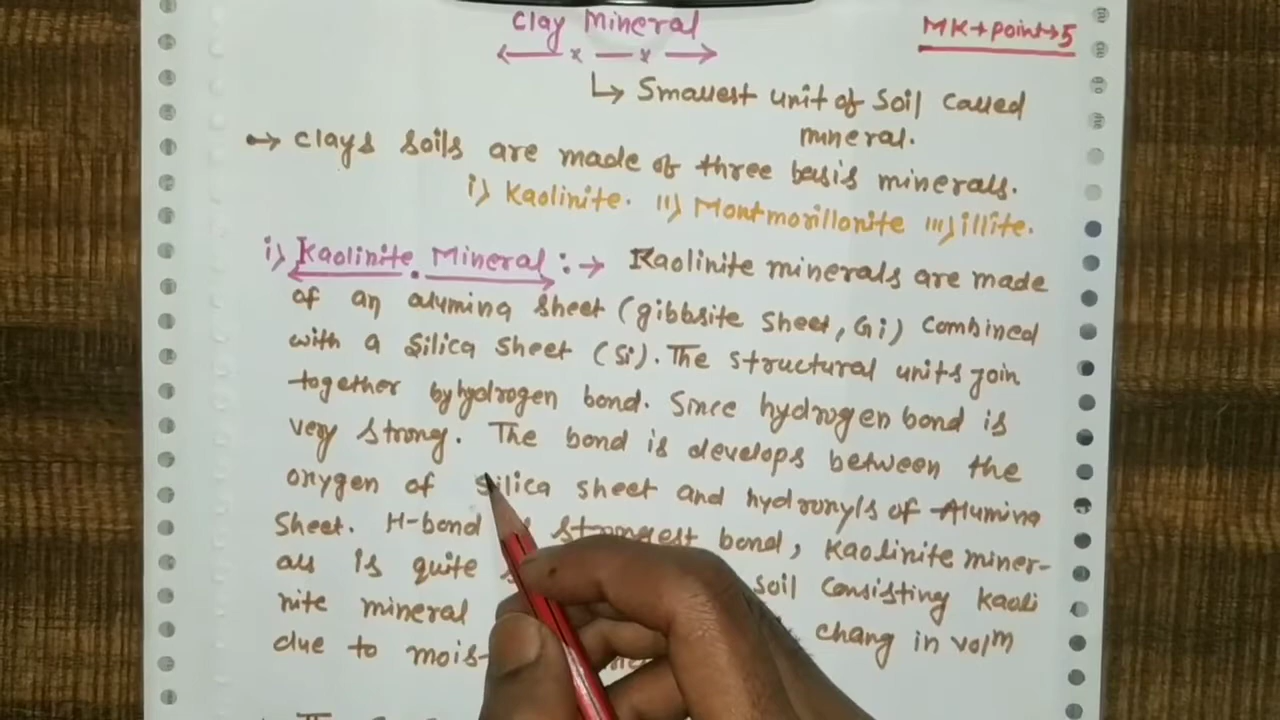 Clay Mineral
MK→point→5
↳ Smallest unit of soil called
mineral.
→ Clays soils are made of three basis minerals.
i) Kaolinite. ii) Montmorillonite iii) illite.
i) Kaolinite Mineral :→ Kaolinite minerals are made
of an alumina sheet (gibbsite sheet, Gi) combined
with a silica sheet (Si). The structural units join
together by hydrogen bond. Since hydrogen bond is
very strong. The bond is develops between the
oxygen of silica sheet and hydroxyls of Alumina
Sheet. H-bond strongest bond, Kaolinite miner-
als is quite soil consisting kaoli
nite mineral chang in volm
due to mois-